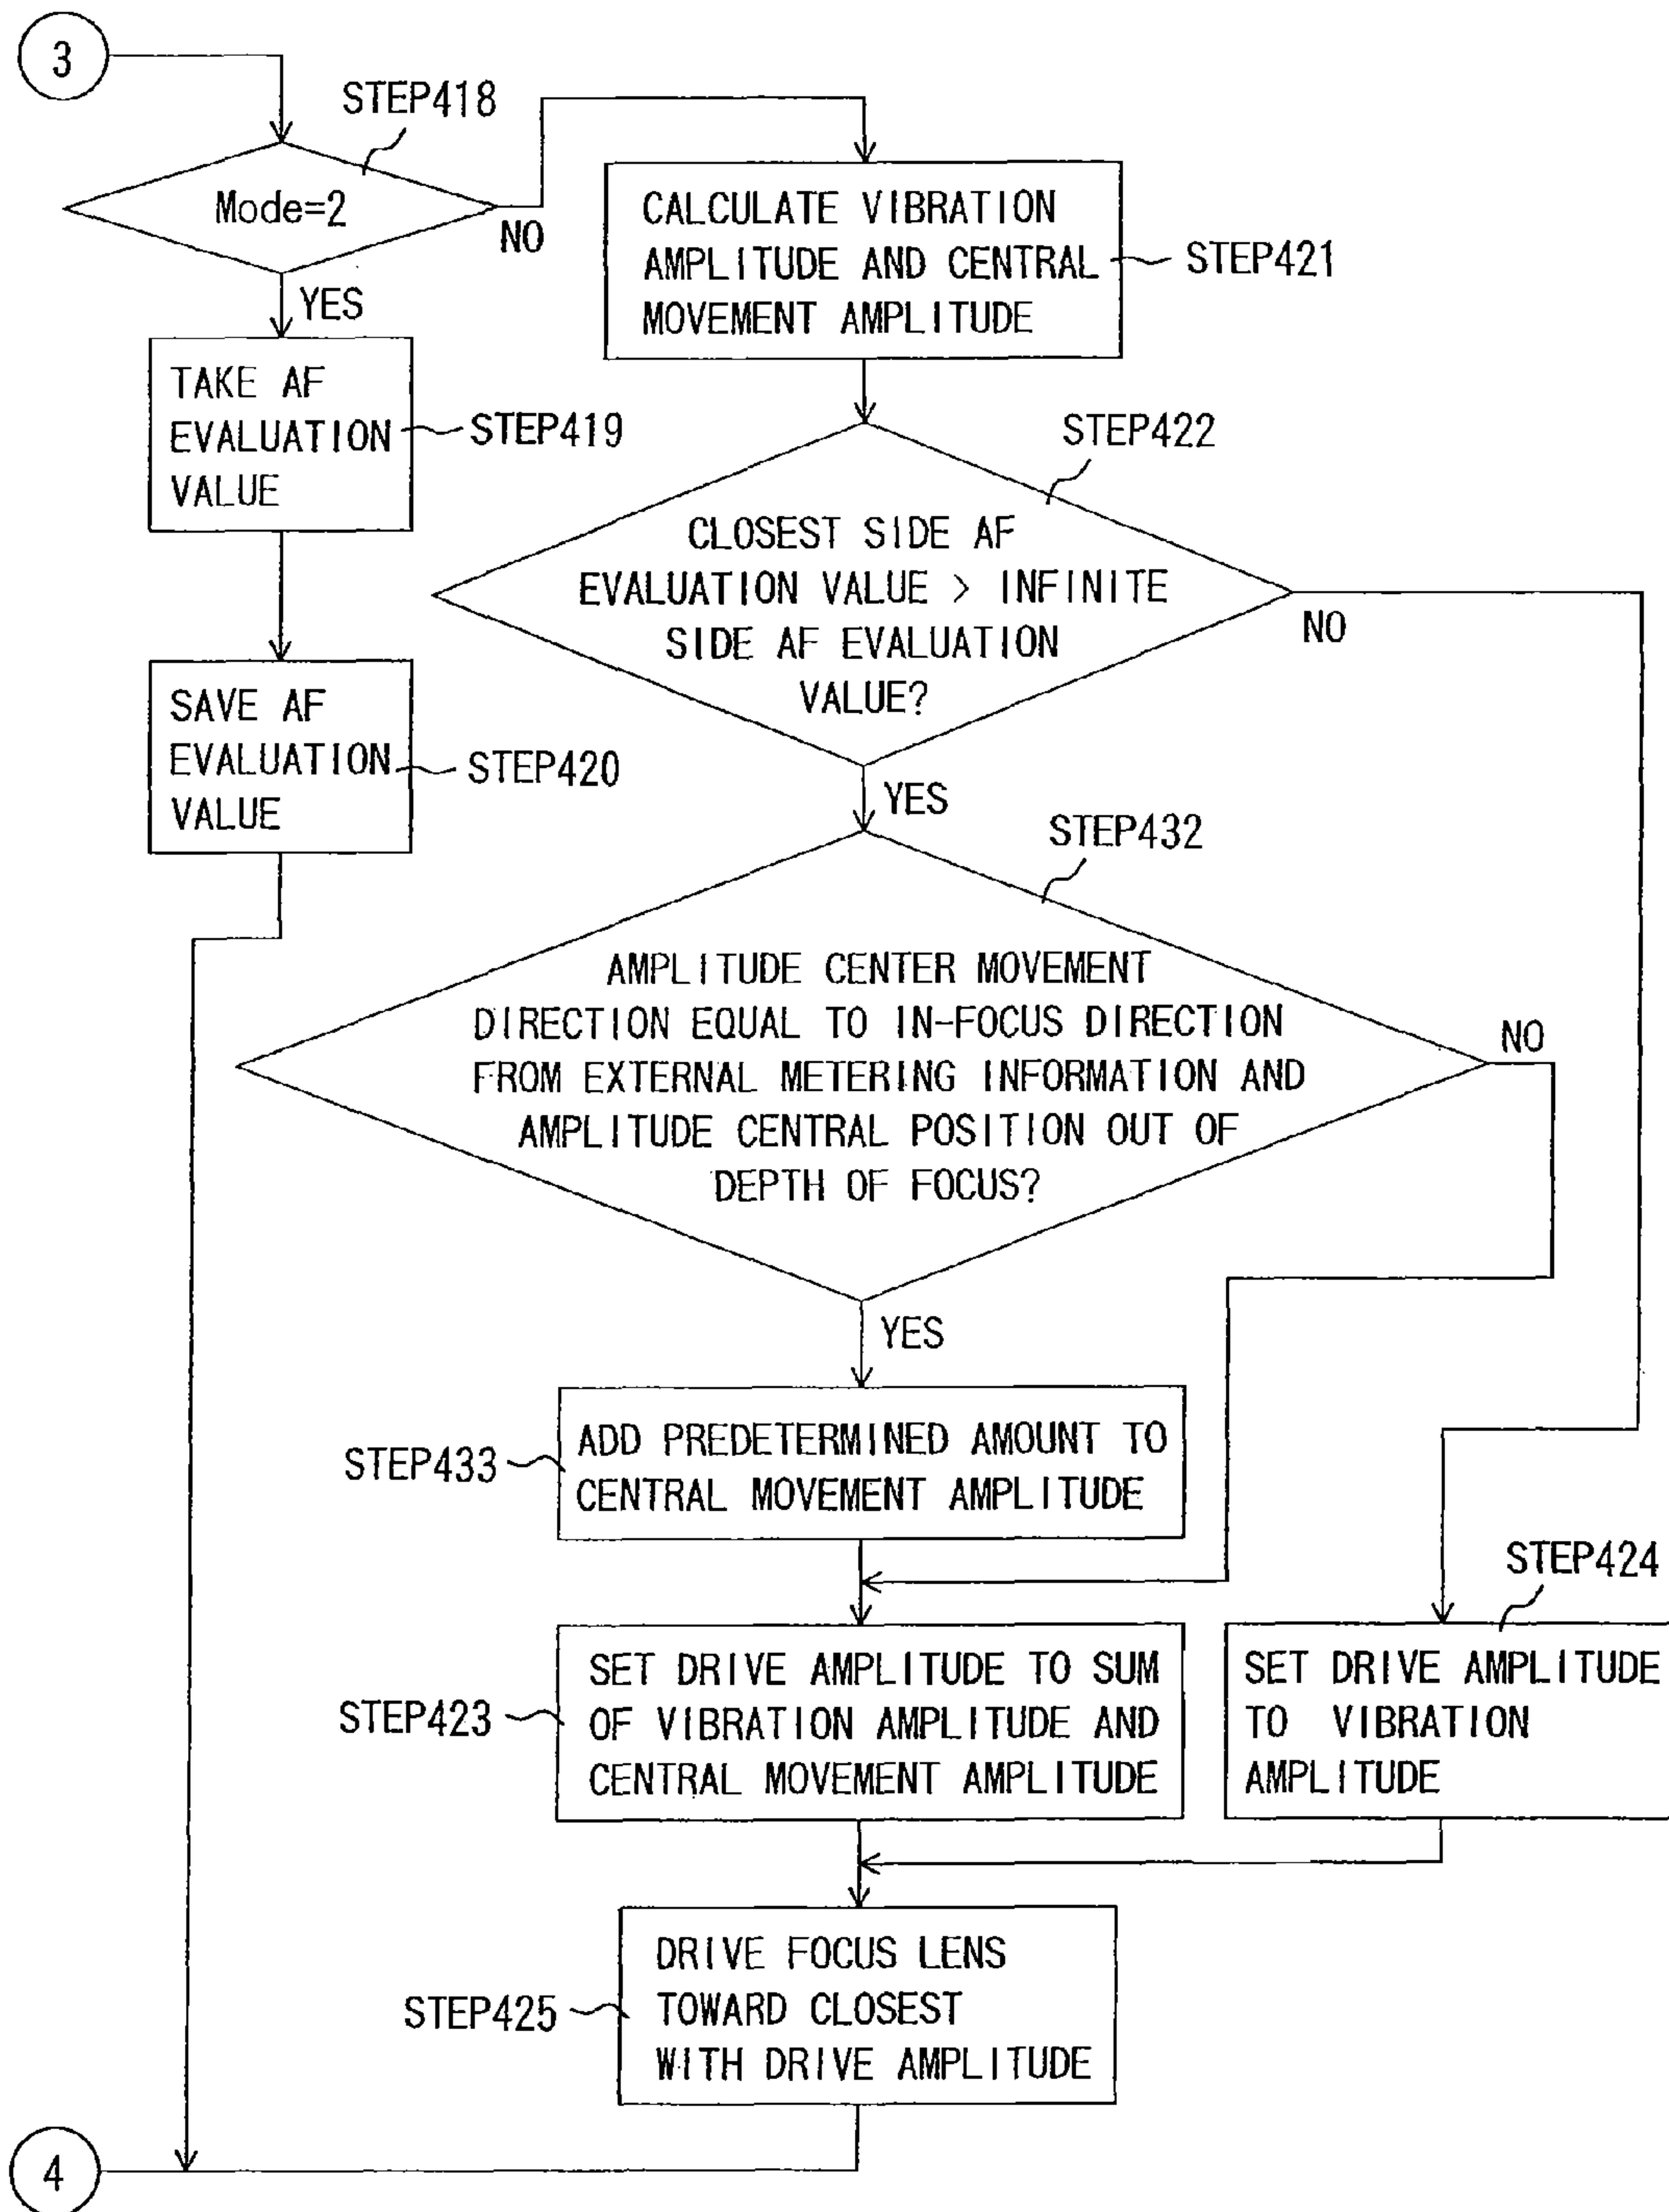 3
STEP418
Mode=2
NO
YES
TAKE AF
EVALUATION
VALUE
STEP419
SAVE AF
EVALUATION
VALUE
STEP420
CALCULATE VIBRATION
AMPLITUDE AND CENTRAL
MOVEMENT AMPLITUDE
STEP421
STEP422
CLOSEST SIDE AF
EVALUATION VALUE > INFINITE
SIDE AF EVALUATION
VALUE?
NO
YES
STEP432
AMPLITUDE CENTER MOVEMENT
DIRECTION EQUAL TO IN-FOCUS DIRECTION
FROM EXTERNAL METERING INFORMATION AND
AMPLITUDE CENTRAL POSITION OUT OF
DEPTH OF FOCUS?
NO
YES
STEP433
ADD PREDETERMINED AMOUNT TO
CENTRAL MOVEMENT AMPLITUDE
STEP423
SET DRIVE AMPLITUDE TO SUM
OF VIBRATION AMPLITUDE AND
CENTRAL MOVEMENT AMPLITUDE
STEP424
SET DRIVE AMPLITUDE
TO VIBRATION
AMPLITUDE
STEP425
DRIVE FOCUS LENS
TOWARD CLOSEST
WITH DRIVE AMPLITUDE
4